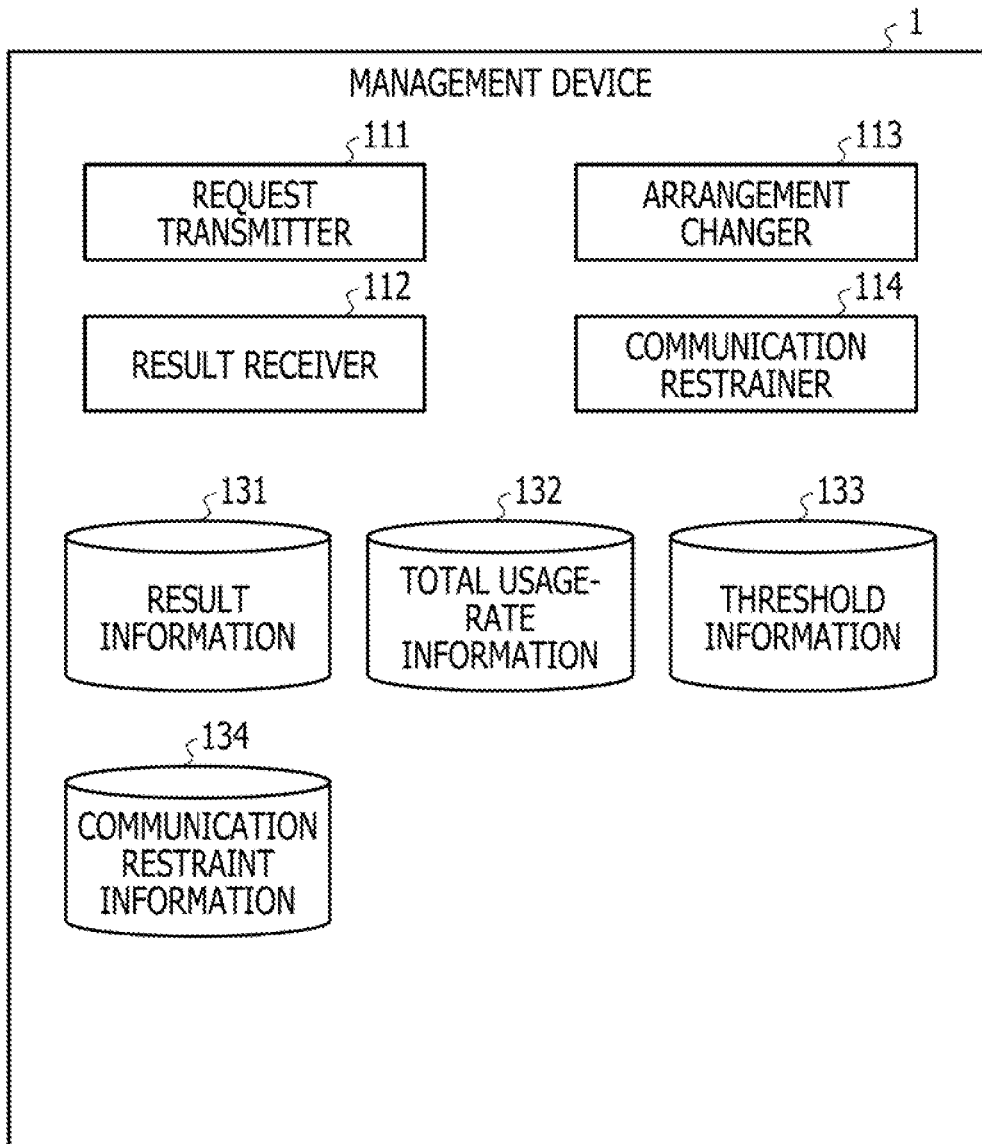 1
MANAGEMENT DEVICE
111
REQUEST
TRANSMITTER
113
ARRANGEMENT
CHANGER
112
RESULT RECEIVER
114
COMMUNICATION
RESTRAINER
131
RESULT
INFORMATION
132
TOTAL USAGE-
RATE
INFORMATION
133
THRESHOLD
INFORMATION
134
COMMUNICATION
RESTRAINT
INFORMATION